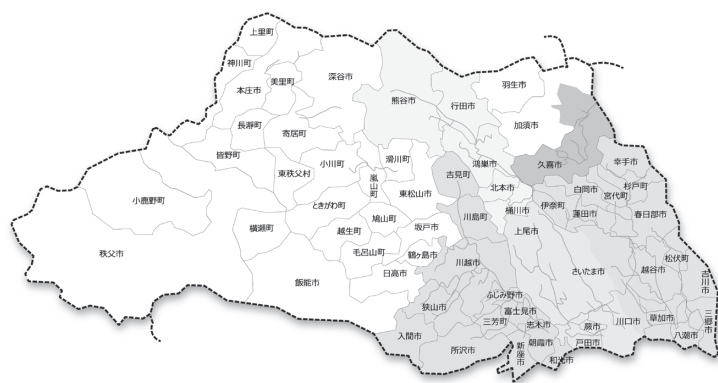 上里町
神川町
美里町
深谷市
本庄市
熊谷市
行田市
羽生市
加須市
長瀞町
寄居町
皆野町
小川町
滑川町
嵐山町
東秩父村
東松山市
吉見町
鴻巣市
北本市
久喜市
幸手市
白岡市
杉戸町
宮代町
小鹿野町
ときがわ町
鳩山町
川島町
桶川市
伊奈町
蓮田市
春日部市
横瀬町
越生町
坂戸市
上尾市
毛呂山町
鶴ヶ島市
秩父市
日高市
川越市
さいたま市
越谷市
松伏町
吉川市
飯能市
狭山市
ふじみ野市
富士見市
三芳町
志木市
蕨市
川口市
草加市
三郷市
八潮市
入間市
所沢市
新座市
朝霞市
和光市
戸田市